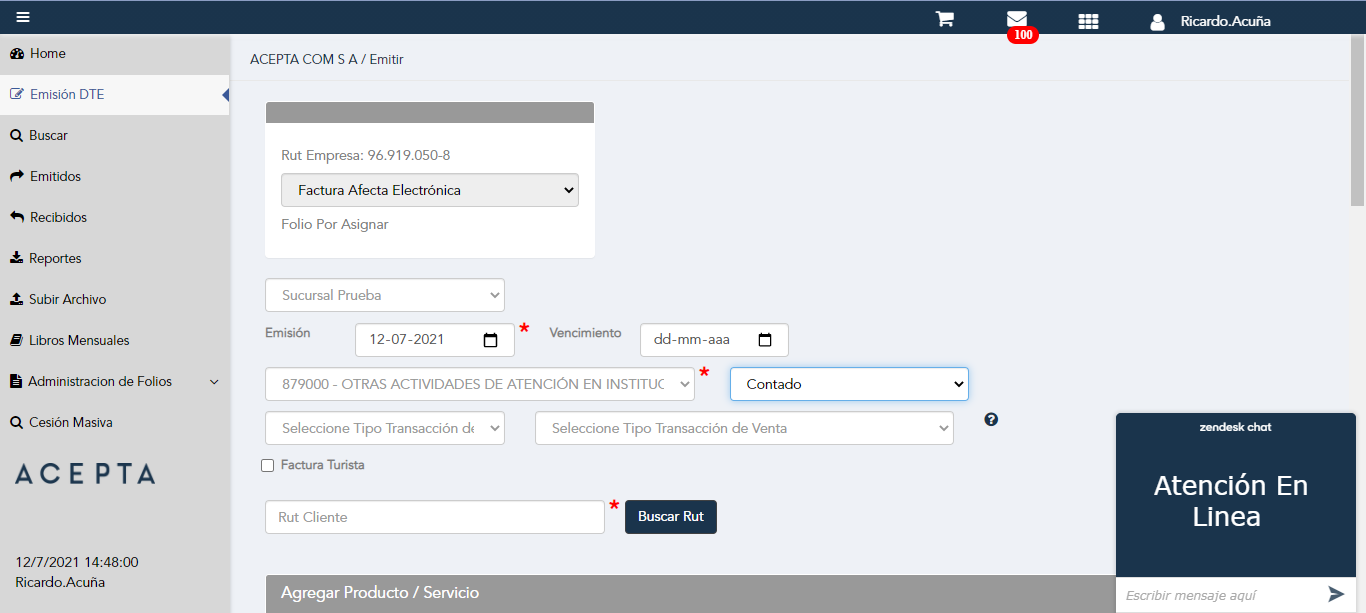 Ricardo.Acuña
100
Home
Emisión DTE
Buscar
Emitidos
Recibidos
Reportes
Subir Archivo
Libros Mensuales
Administracion de Folios
Cesión Masiva
ACEPTA
12/7/2021 14:48:00
Ricardo.Acuña
ACEPTA COM S A / Emitir
Rut Empresa: 96.919.050-8
Factura Afecta Electrónica
Folio Por Asignar
Sucursal Prueba
Emisión 12-07-2021 * Vencimiento dd-mm-aaa
879000 - OTRAS ACTIVIDADES DE ATENCIÓN EN INSTITUC * Contado
Seleccione Tipo Transacción de Seleccione Tipo Transacción de Venta ?
Factura Turista
Rut Cliente * Buscar Rut
Agregar Producto / Servicio
zendesk chat
Atención En
Linea
Escribir mensaje aquí